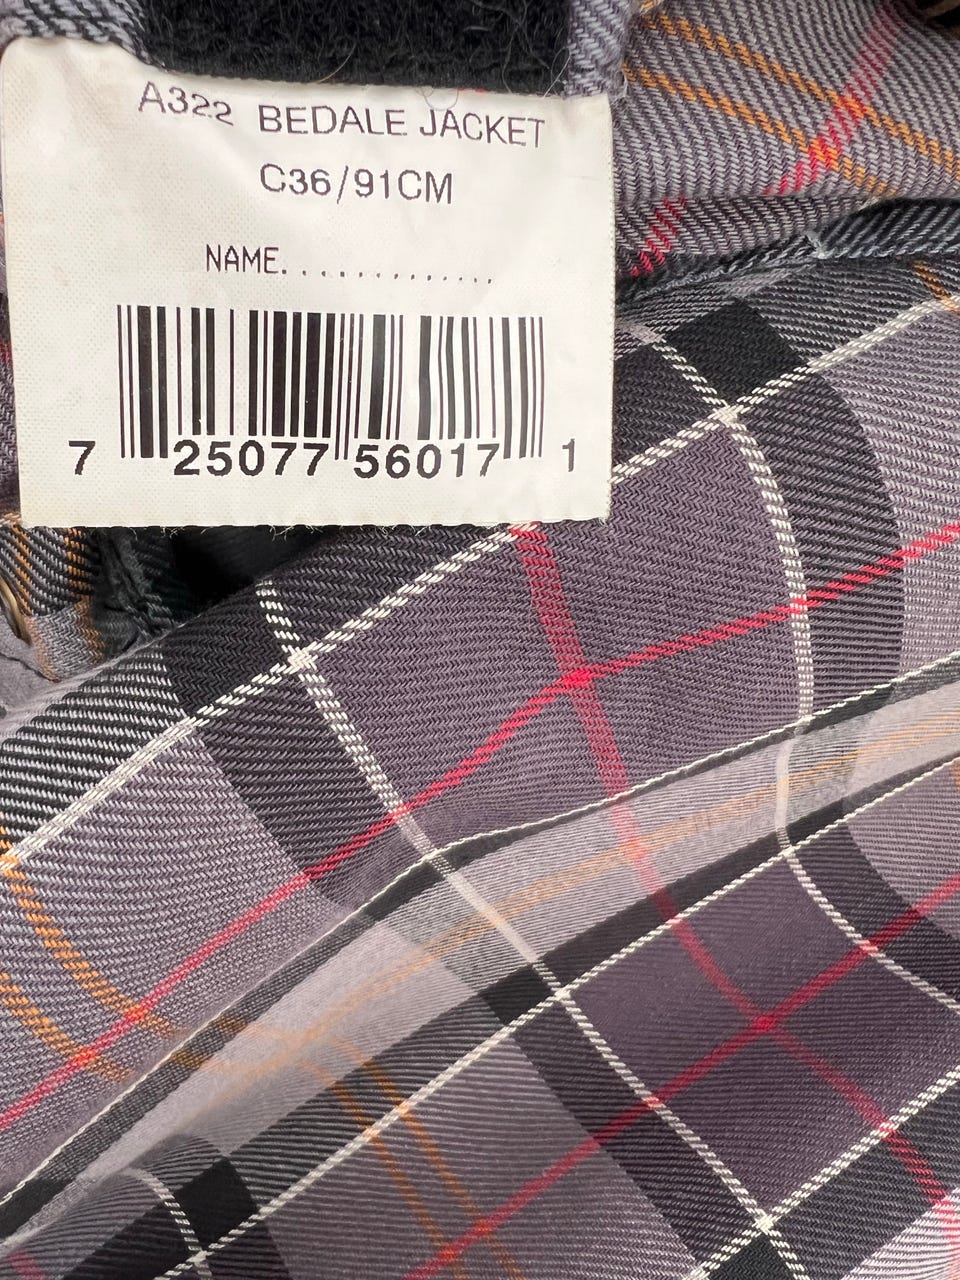 A322 BEDALE JACKET
C36/91CM
NAME..............
7 25077 56017 1